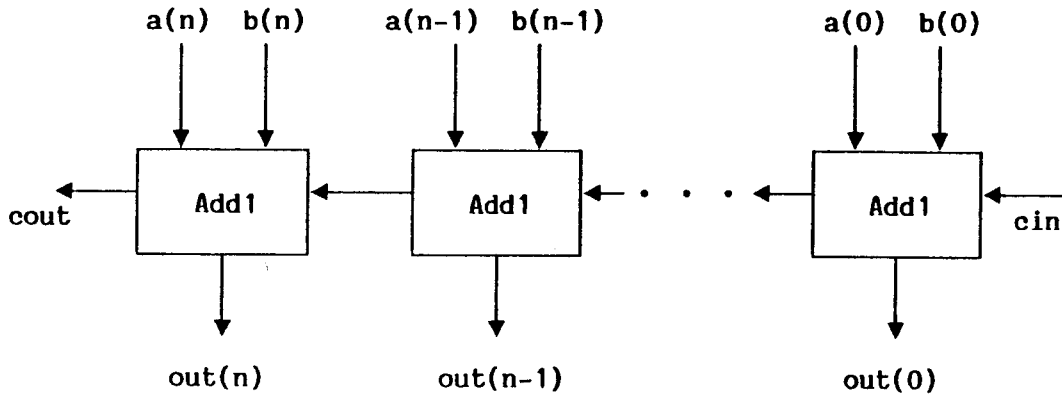 a(n) b(n) a(n-1) b(n-1) a(0) b(0)
Add1 Add1 · · · Add1
cout cin
out(n) out(n-1) out(0)